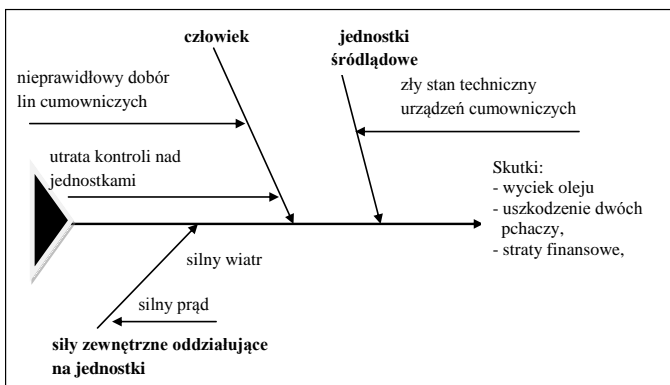 człowiek
jednostki
śródlądowe
nieprawidłowy dobór
lin cumowniczych
zły stan techniczny
urządzeń cumowniczych
utrata kontroli nad
jednostkami
Skutki:
- wyciek oleju
- uszkodzenie dwóch
pchaczy,
- straty finansowe,
silny wiatr
silny prąd
siły zewnętrzne oddziałujące
na jednostki